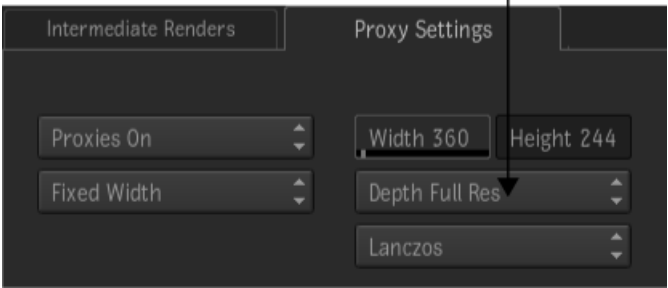 Intermediate Renders
Proxy Settings
Proxies On
Width 360
Height 244
Fixed Width
Depth Full Res
Lanczos